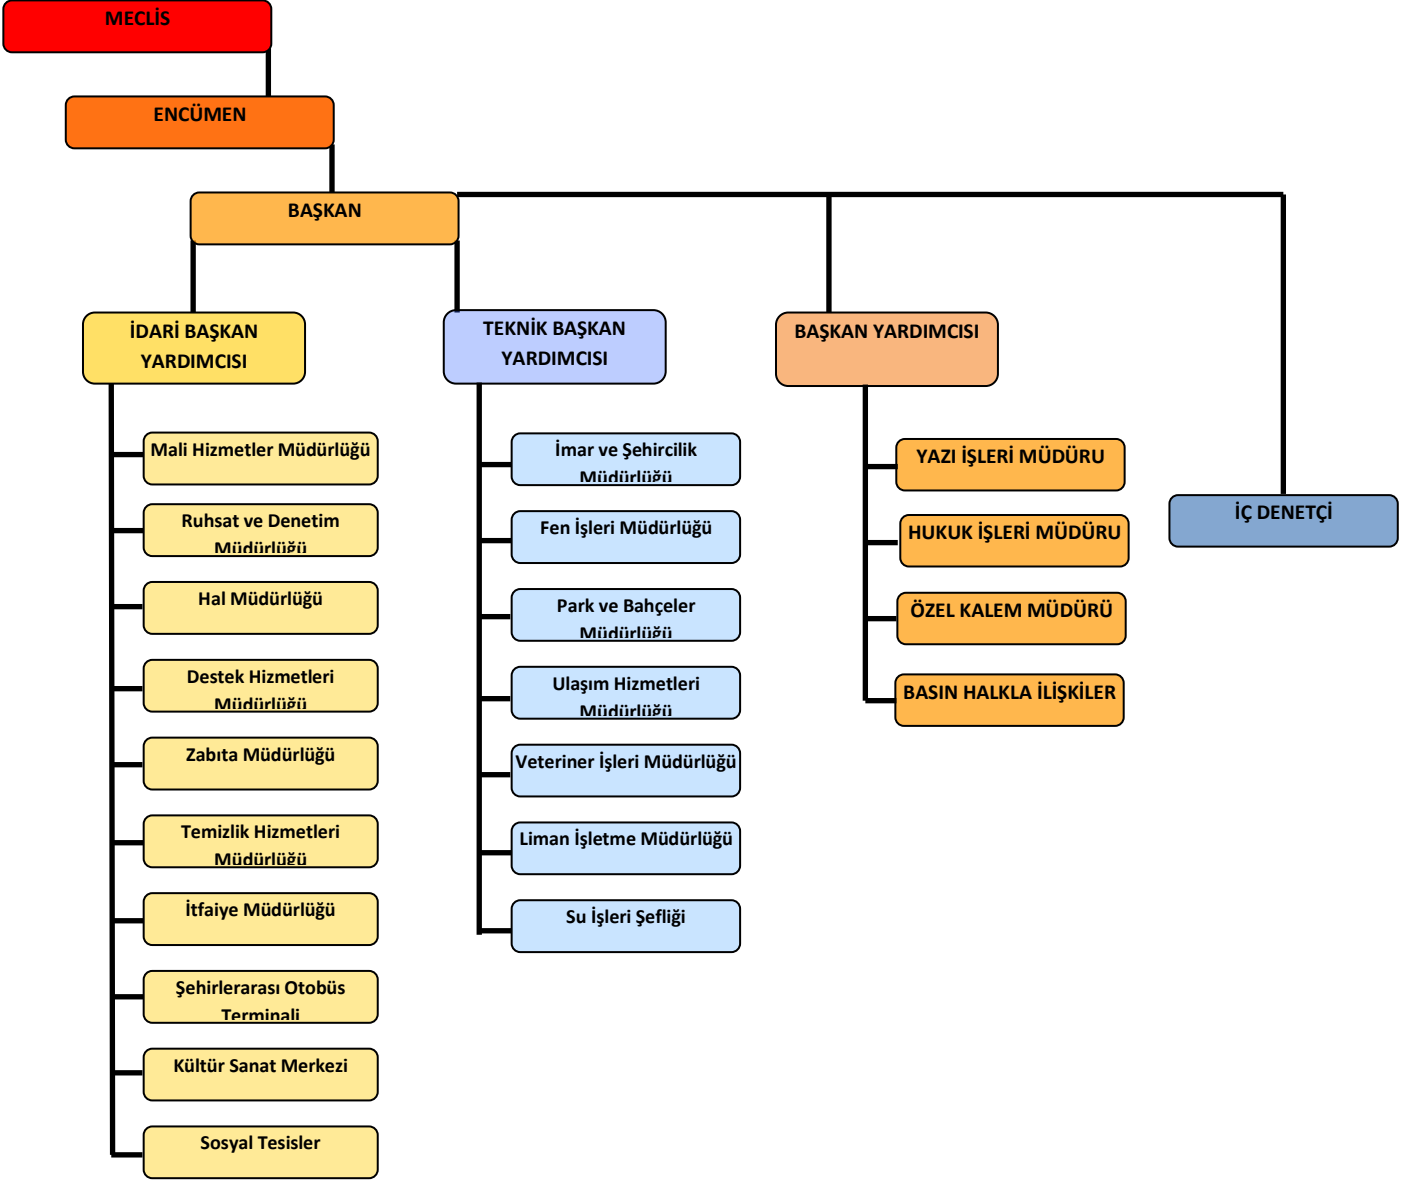 MECLİS
ENCÜMEN
BAŞKAN
İDARİ BAŞKAN
YARDIMCISI
Mali Hizmetler Müdürlüğü
Ruhsat ve Denetim
Müdürlüğü
Hal Müdürlüğü
Destek Hizmetleri
Müdürlüğü
Zabıta Müdürlüğü
Temizlik Hizmetleri
Müdürlüğü
İtfaiye Müdürlüğü
Şehirlerarası Otobüs
Terminali
Kültür Sanat Merkezi
Sosyal Tesisler
TEKNİK BAŞKAN
YARDIMCISI
İmar ve Şehircilik
Müdürlüğü
Fen İşleri Müdürlüğü
Park ve Bahçeler
Müdürlüğü
Ulaşım Hizmetleri
Müdürlüğü
Veteriner İşleri Müdürlüğü
Liman İşletme Müdürlüğü
Su İşleri Şefliği
BAŞKAN YARDIMCISI
YAZI İŞLERİ MÜDÜRU
HUKUK İŞLERİ MÜDÜRU
ÖZEL KALEM MÜDÜRÜ
BASIN HALKLA İLİŞKİLER
İÇ DENETÇİ